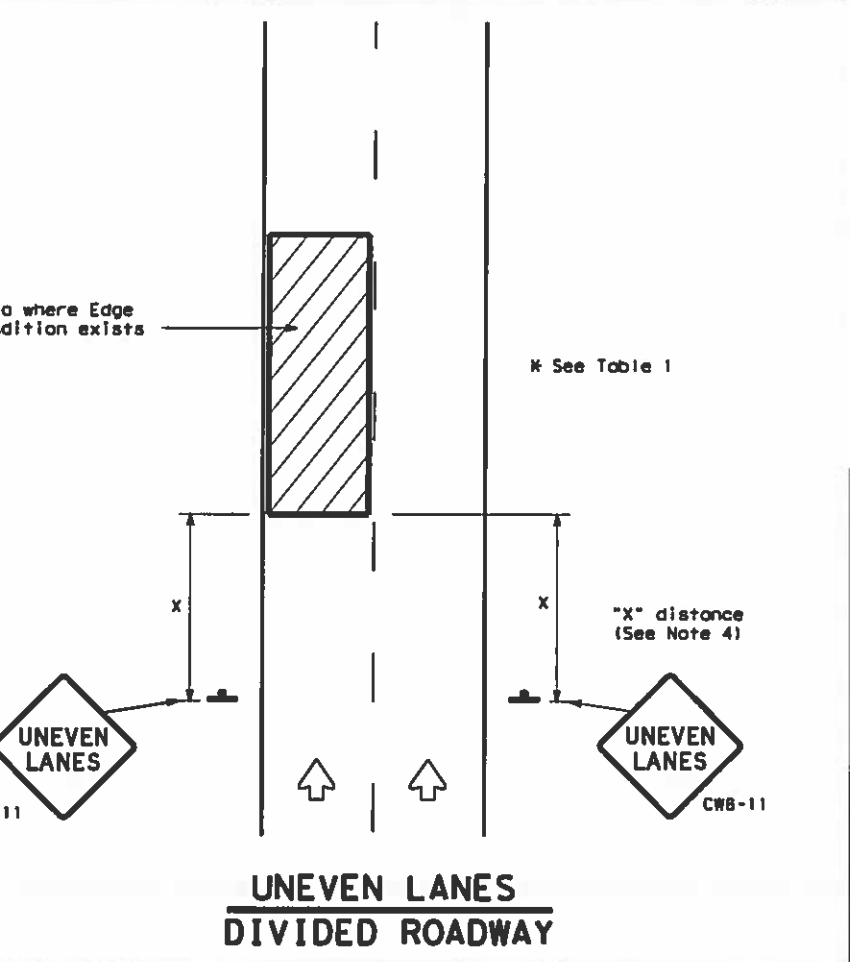 a where Edge
dition exists
* See Table 1
X
X
"X" distance
(See Note 4)
UNEVEN
LANES
11
UNEVEN
LANES
CW8-11
UNEVEN LANES
DIVIDED ROADWAY